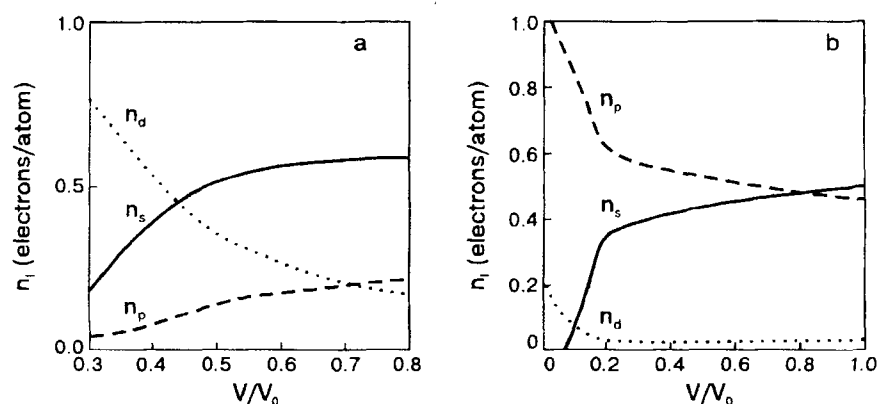 a
n_l (electrons/atom)
1.0
0.5
0.0
n_d
n_s
n_p
0.3 0.4 0.5 0.6 0.7 0.8
V/V_o
b
n_l (electrons/atom)
1.0
0.8
0.6
0.4
0.2
0
n_p
n_s
n_d
0 0.2 0.4 0.6 0.8 1.0
V/V_o